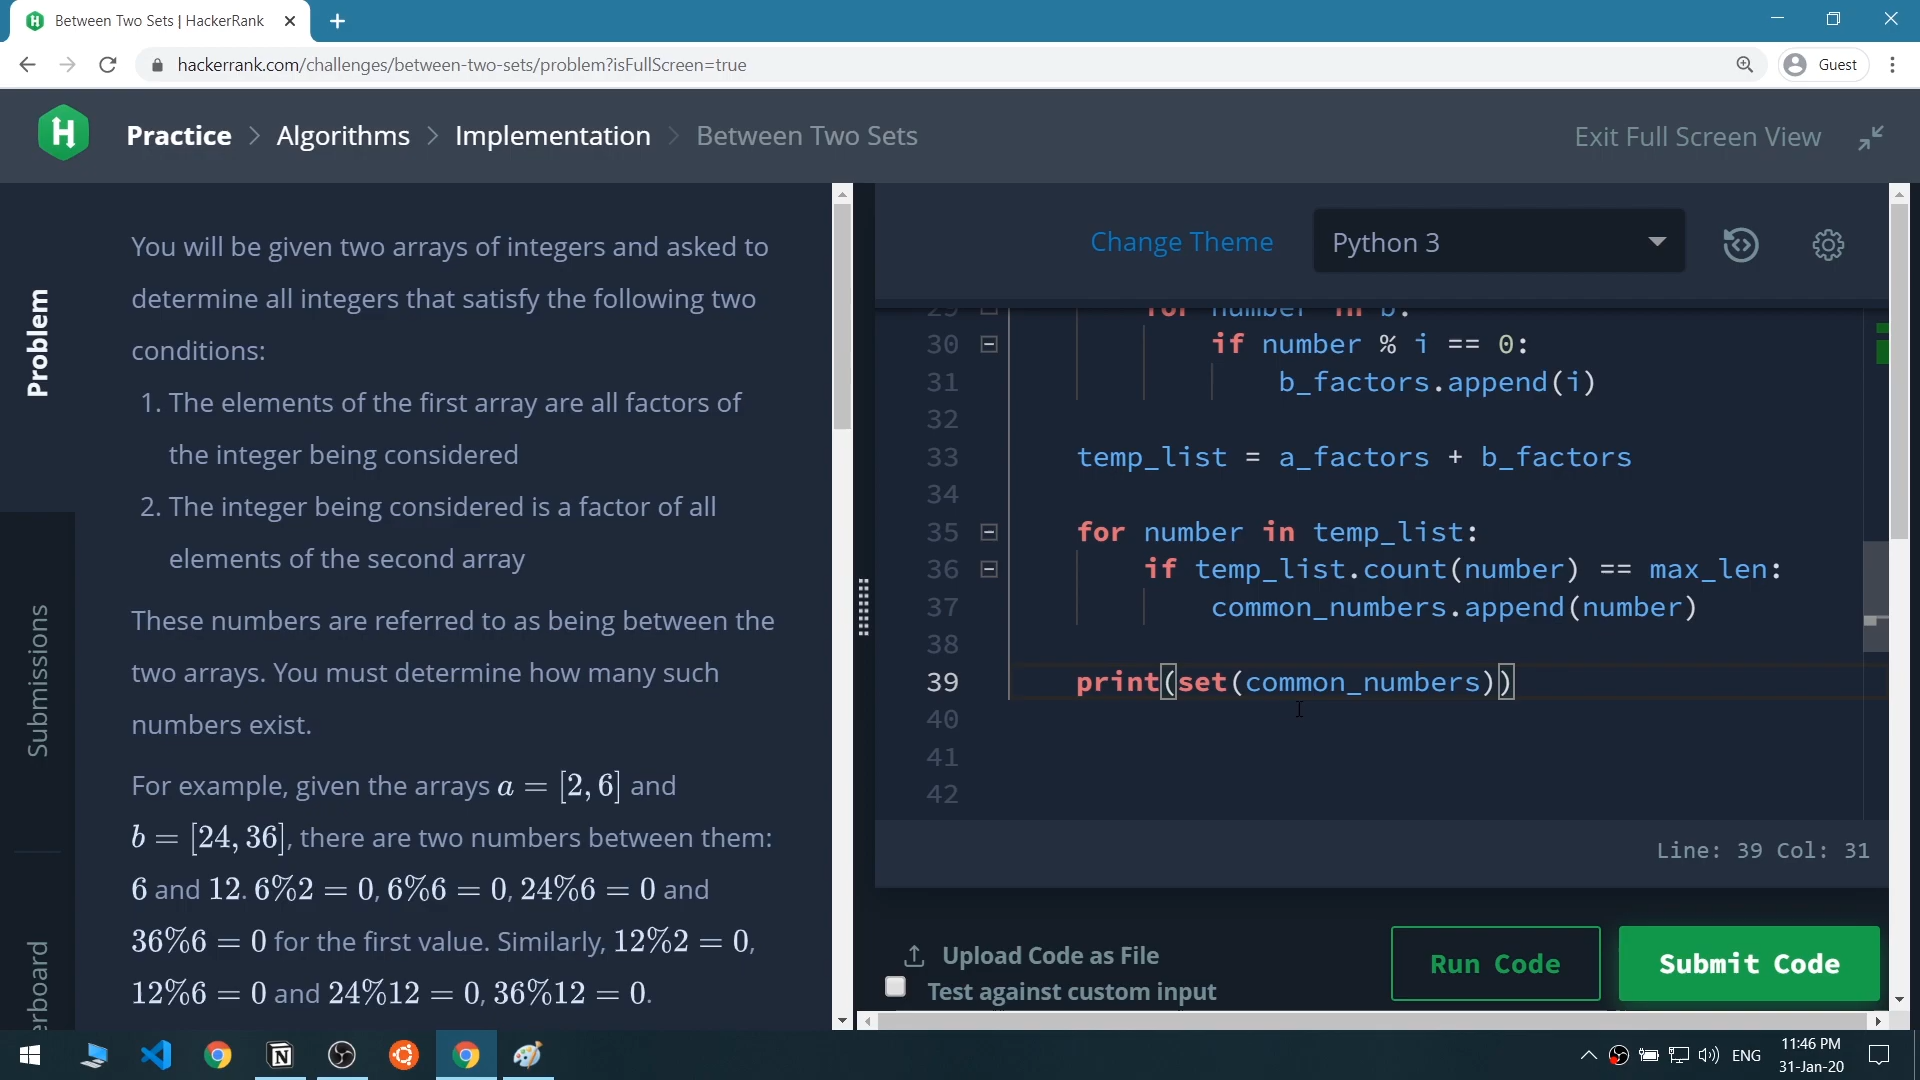 Between Two Sets | HackerRank
hackerrank.com/challenges/between-two-sets/problem?isFullScreen=true
Guest
H
Practice > Algorithms > Implementation > Between Two Sets
Exit Full Screen View
Problem
Submissions
erboard
You will be given two arrays of integers and asked to
determine all integers that satisfy the following two
conditions:
1. The elements of the first array are all factors of
the integer being considered
2. The integer being considered is a factor of all
elements of the second array
These numbers are referred to as being between the
two arrays. You must determine how many such
numbers exist.
For example, given the arrays a = [2, 6] and
b = [24, 36], there are two numbers between them:
6 and 12. 6%2 = 0, 6%6 = 0, 24%6 = 0 and
36%6 = 0 for the first value. Similarly, 12%2 = 0,
12%6 = 0 and 24%12 = 0, 36%12 = 0.
Change Theme
Python 3
29 for number in b:
30 if number % i == 0:
31 b_factors.append(i)
32
33 temp_list = a_factors + b_factors
34
35 for number in temp_list:
36 if temp_list.count(number) == max_len:
37 common_numbers.append(number)
38
39 print(set(common_numbers))
40
41
42
Line: 39 Col: 31
Upload Code as File
Test against custom input
Run Code
Submit Code
ENG
11:46 PM
31-Jan-20